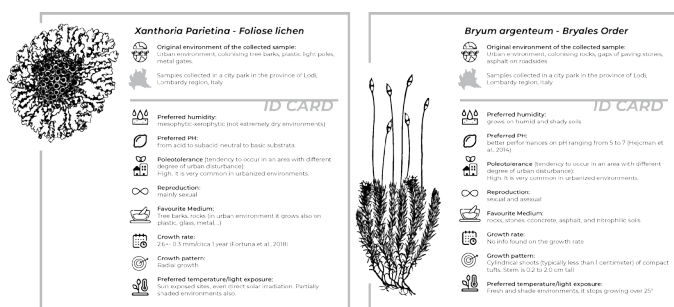 Xanthoria Parietina - Foliose lichen
Original environment of the collected sample:
Urban environment, colonising tree barks, plastic light poles,
metal gates.
Samples collected in a city park in the province of Lodi,
Lombardy region, Italy
ID CARD
Preferred humidity:
mesophytic-xerophytic (not extremely dry environments)
Preferred PH:
from acid to subacid-neutral to basic substrata.
Poleotolerance (tendency to occur in an area with different
degree of urban disturbance):
High. It is very common in urbanized environments.
Reproduction:
mainly sexual
Favourite Medium:
Tree barks, rocks (in urban environment it grows also on
plastic, glass, metal, ..)
Growth rate:
2.6+- 0.3 mm/circa 1 year (Fortuna et al., 2018)
Growth pattern:
Radial growth.
Preferred temperature/light exposure:
Sun exposed sites, even direct solar irradiation. Partially
shaded environments also.
Bryum argenteum - Bryales Order
Original environment of the collected sample:
Urban environment, colonising rocks, gaps of paving stones,
asphalt on roadsides
Samples collected in a city park in the province of Lodi,
Lombardy region, Italy
ID CARD
Preferred humidity:
grows on humid and shady soils
Preferred PH:
better performances on pH ranging from 5 to 7 (Hejcman et
al., 2014)
Poleotolerance (tendency to occur in an area with different
degree of urban disturbance):
High. It is very common in urbanized environments.
Reproduction:
sexual and asexual
Favourite Medium:
rocks, stones, cconcrete, asphalt, and nitrophilic soils
Growth rate:
No info found on the growth rate
Growth pattern:
Cylindrical shoots (typically less than 1 centimeter) of compact
tufts. Stem is 0.2 to 2.0 cm tall
Preferred temperature/light exposure:
Fresh and shade environments, it stops growing over 25°